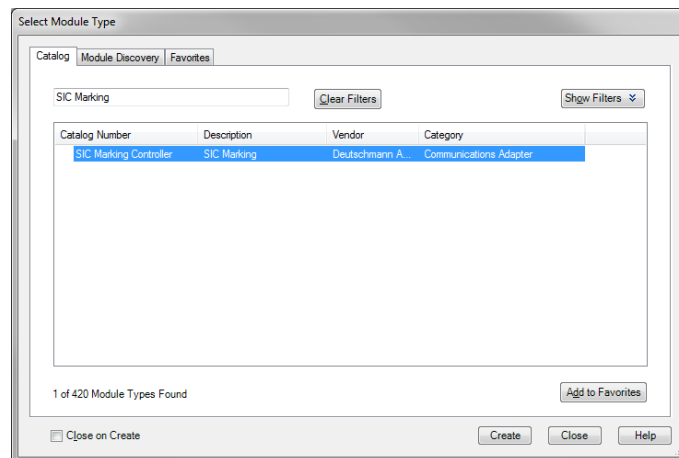 Select Module Type
Catalog Module Discovery Favorites
SIC Marking Clear Filters Show Filters
Catalog Number Description Vendor Category
SIC Marking Controller SIC Marking Deutschmann A... Communications Adapter
1 of 420 Module Types Found Add to Favorites
Close on Create Create Close Help